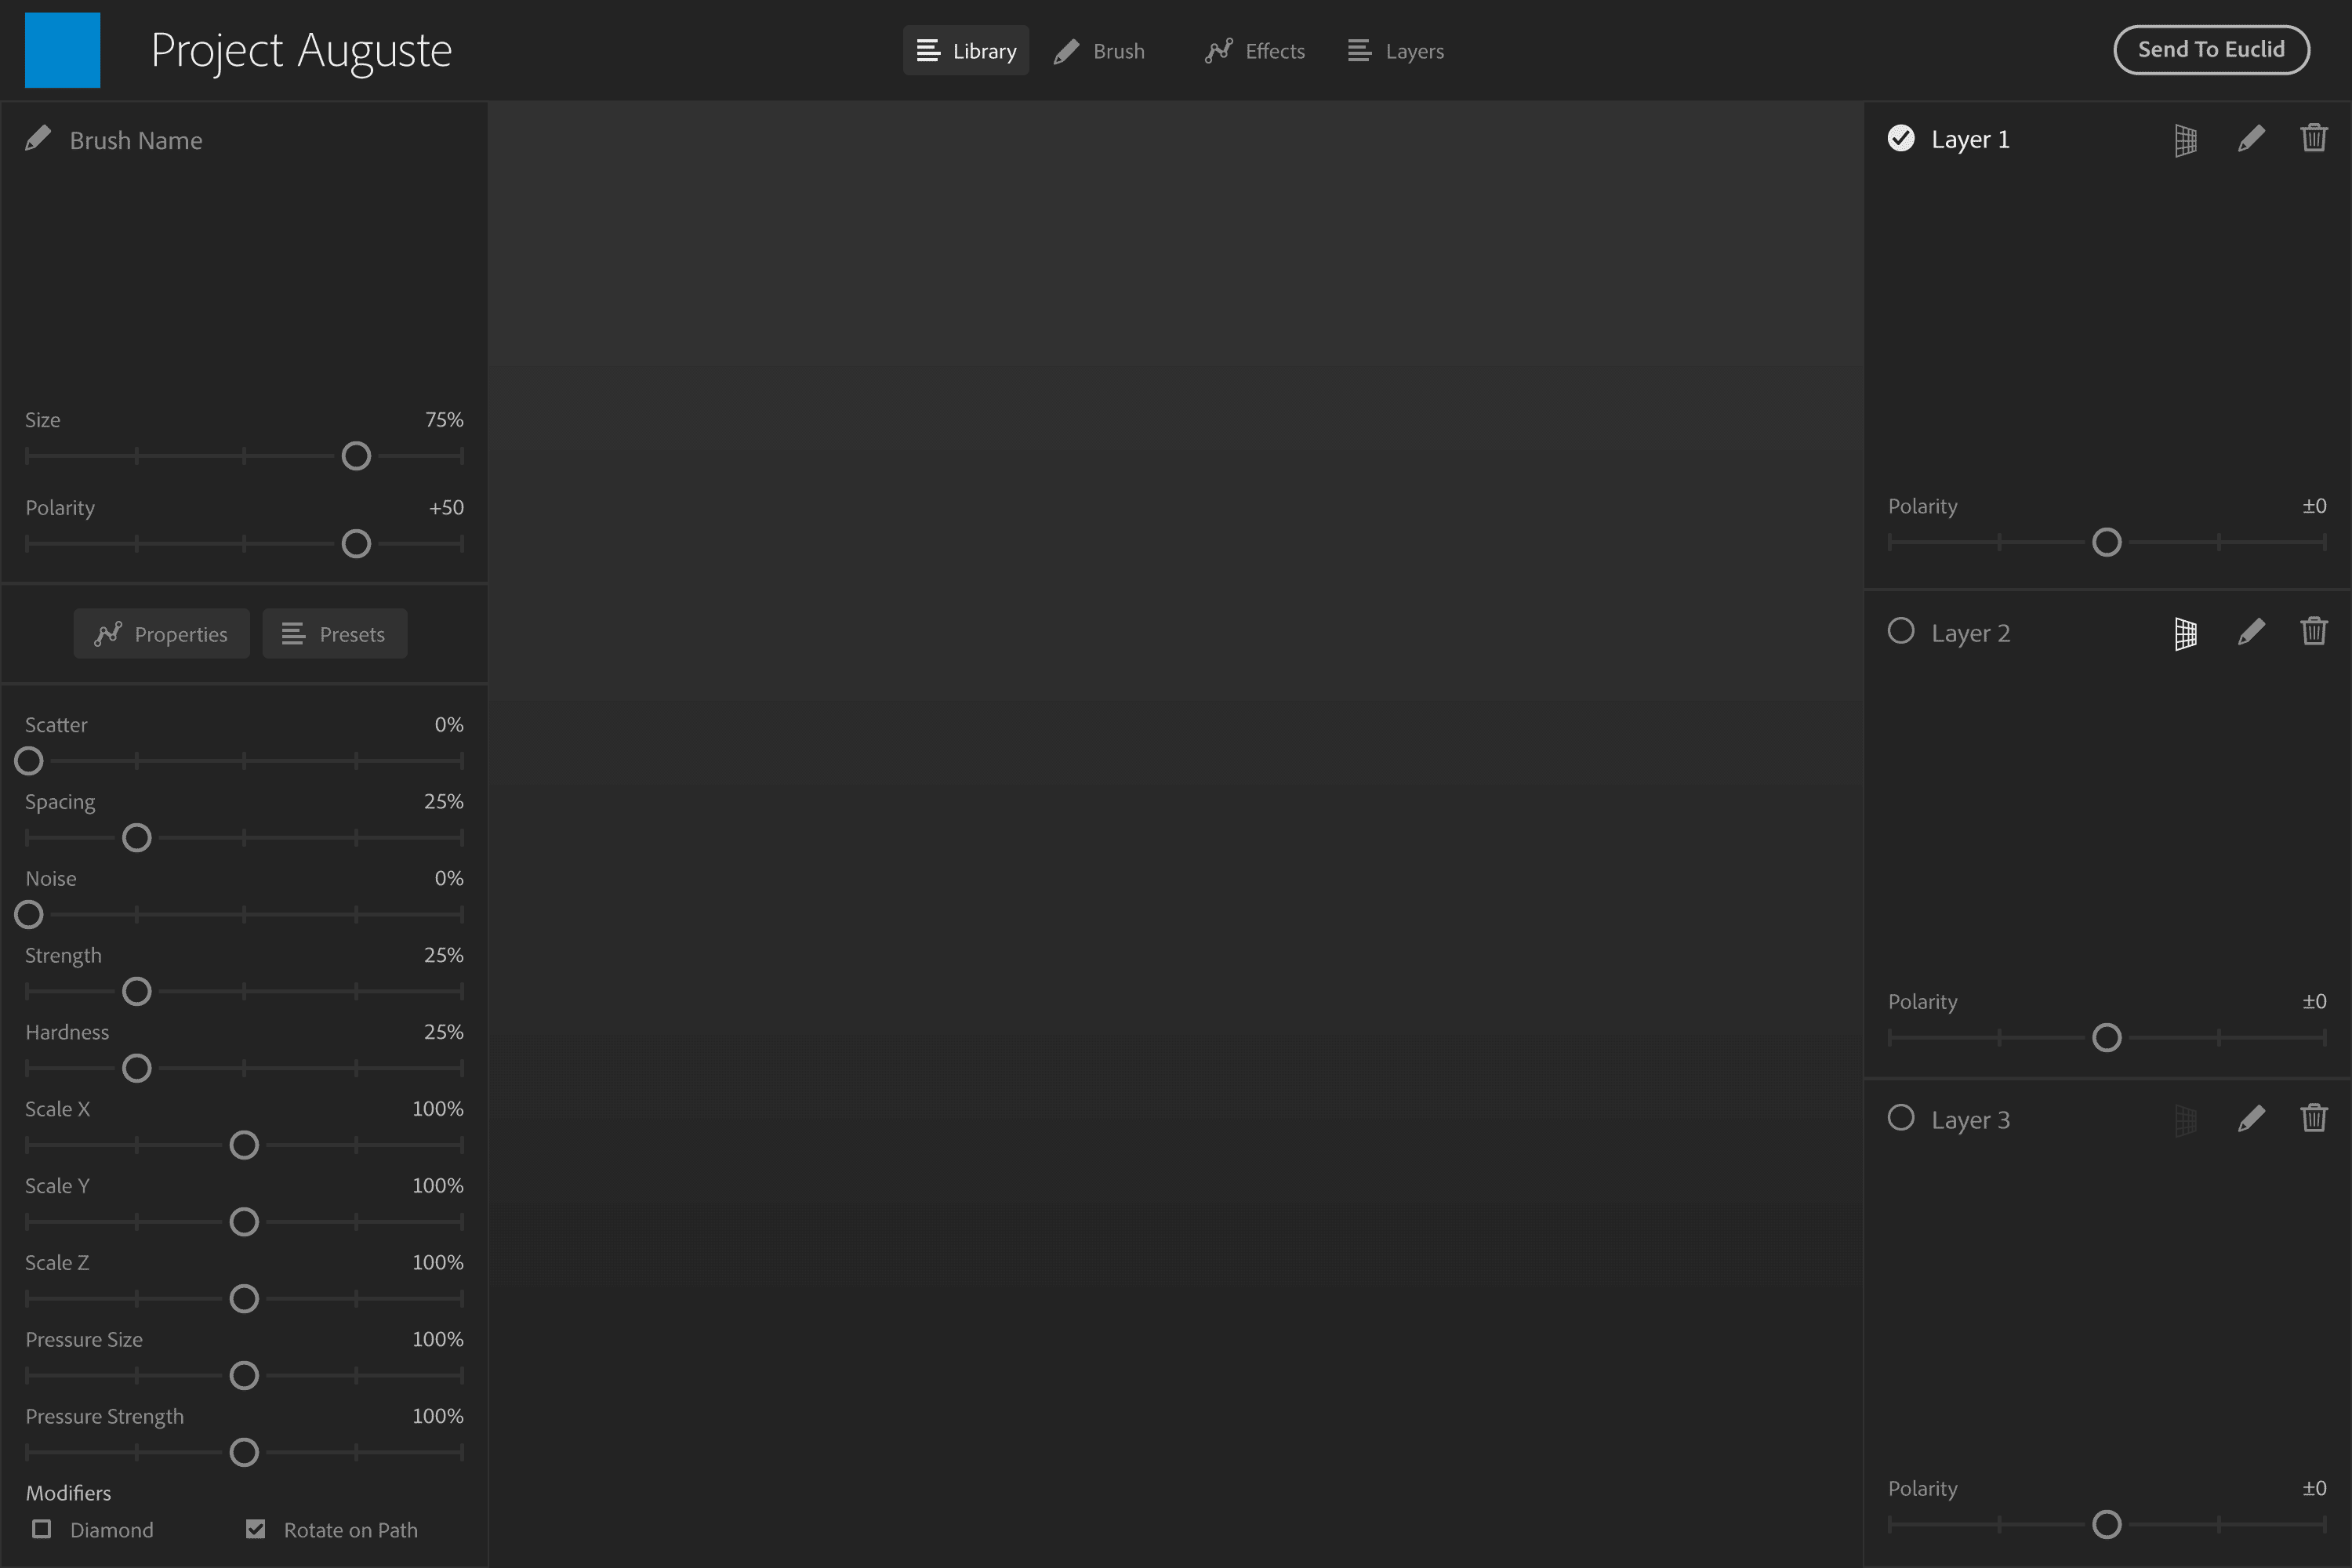 Project Auguste
Library
Brush
Effects
Layers
Send To Euclid
Brush Name
Size
75%
Polarity
+50
Properties
Presets
Scatter
0%
Spacing
25%
Noise
0%
Strength
25%
Hardness
25%
Scale X
100%
Scale Y
100%
Scale Z
100%
Pressure Size
100%
Pressure Strength
100%
Modifiers
Diamond
Rotate on Path
Layer 1
Polarity
±0
Layer 2
Polarity
±0
Layer 3
Polarity
±0